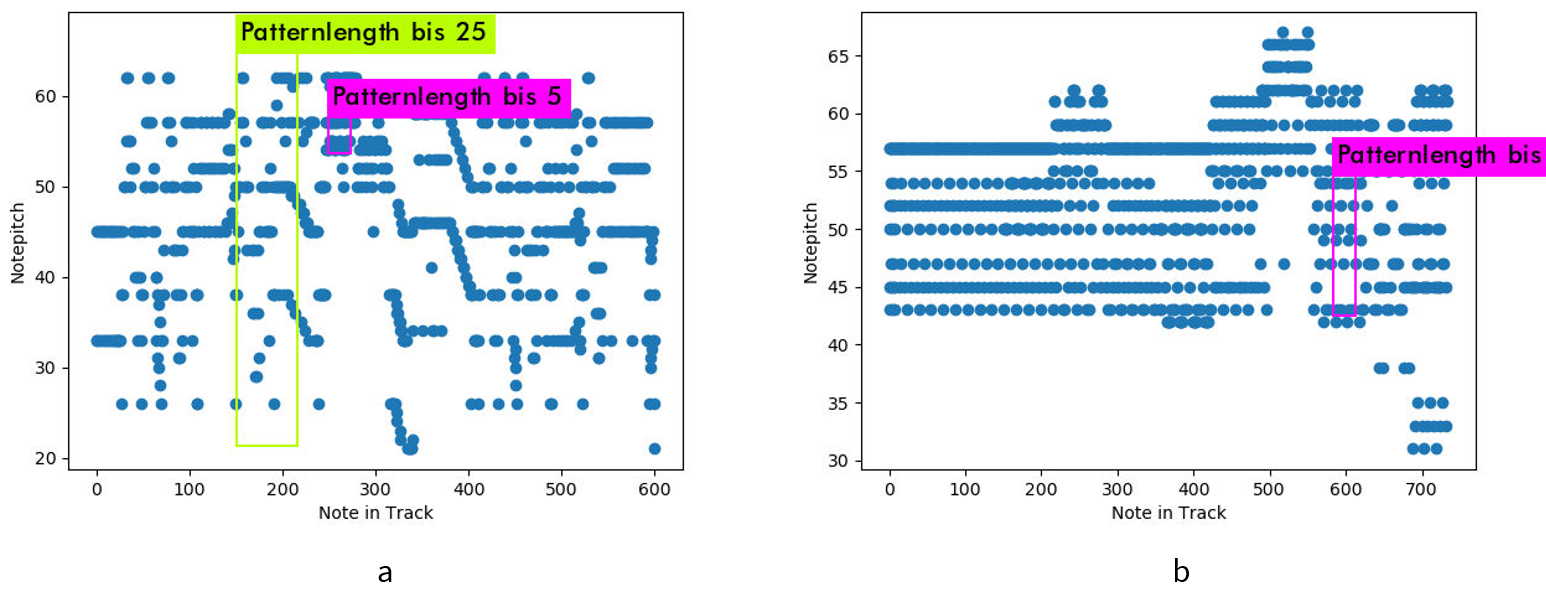 Patternlength bis 25
Patternlength bis 5
60
50
40
30
20
Notepitch
0 100 200 300 400 500 600
Note in Track
a
65
60
55
50
45
40
35
30
Notepitch
Patternlength bis
0 100 200 300 400 500 600 700
Note in Track
b